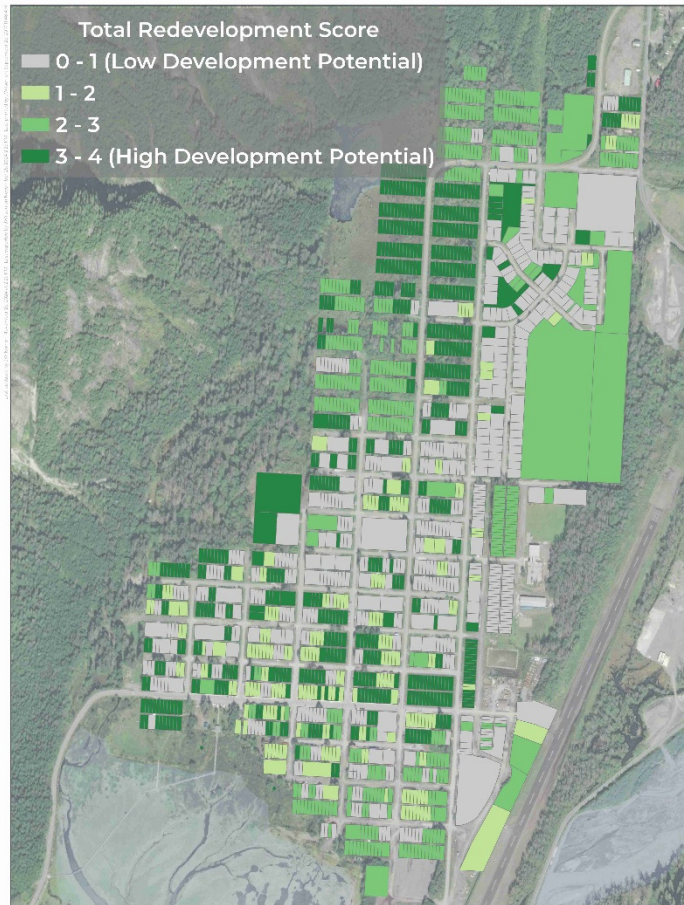 Total Redevelopment Score
0 - 1 (Low Development Potential)
1 - 2
2 - 3
3 - 4 (High Development Potential)